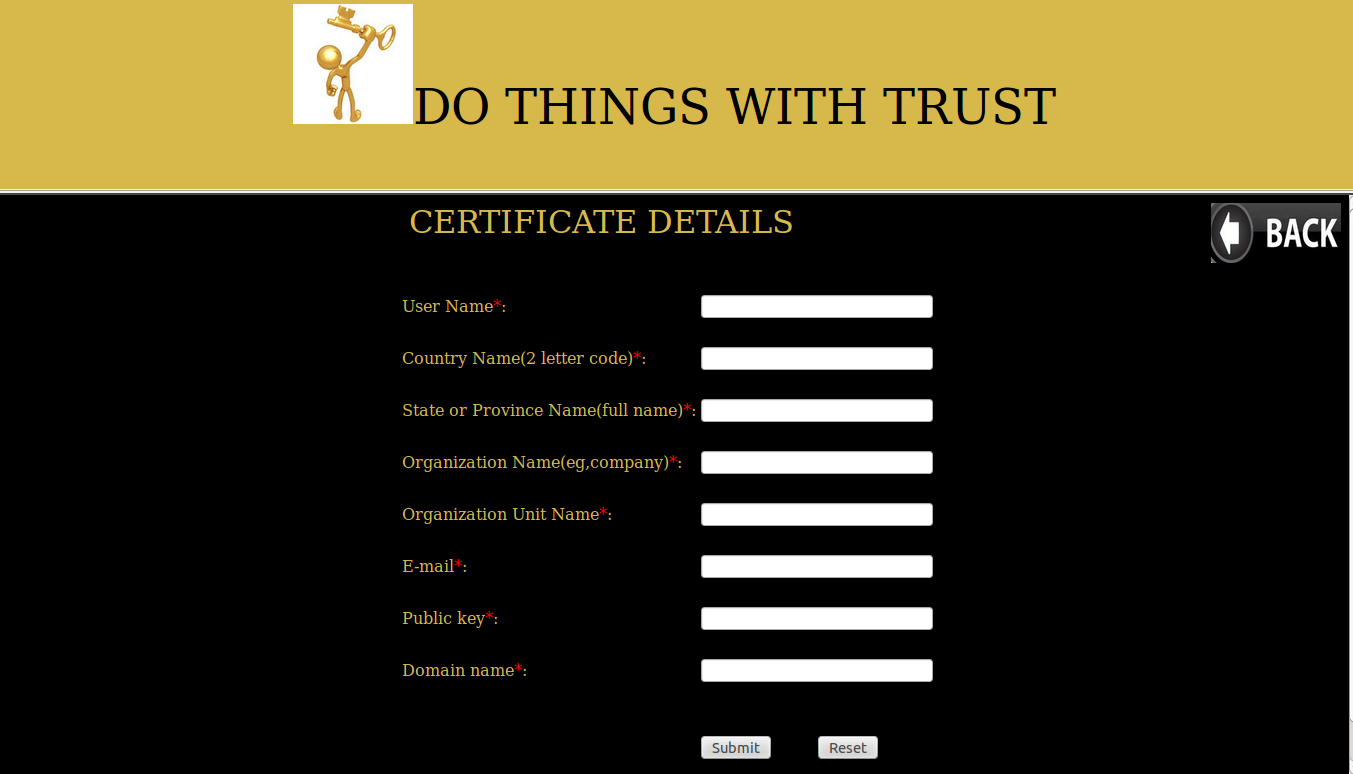 DO THINGS WITH TRUST
CERTIFICATE DETAILS
BACK
User Name*:
Country Name(2 letter code)*:
State or Province Name(full name)*:
Organization Name(eg,company)*:
Organization Unit Name*:
E-mail*:
Public key*:
Domain name*:
Submit Reset